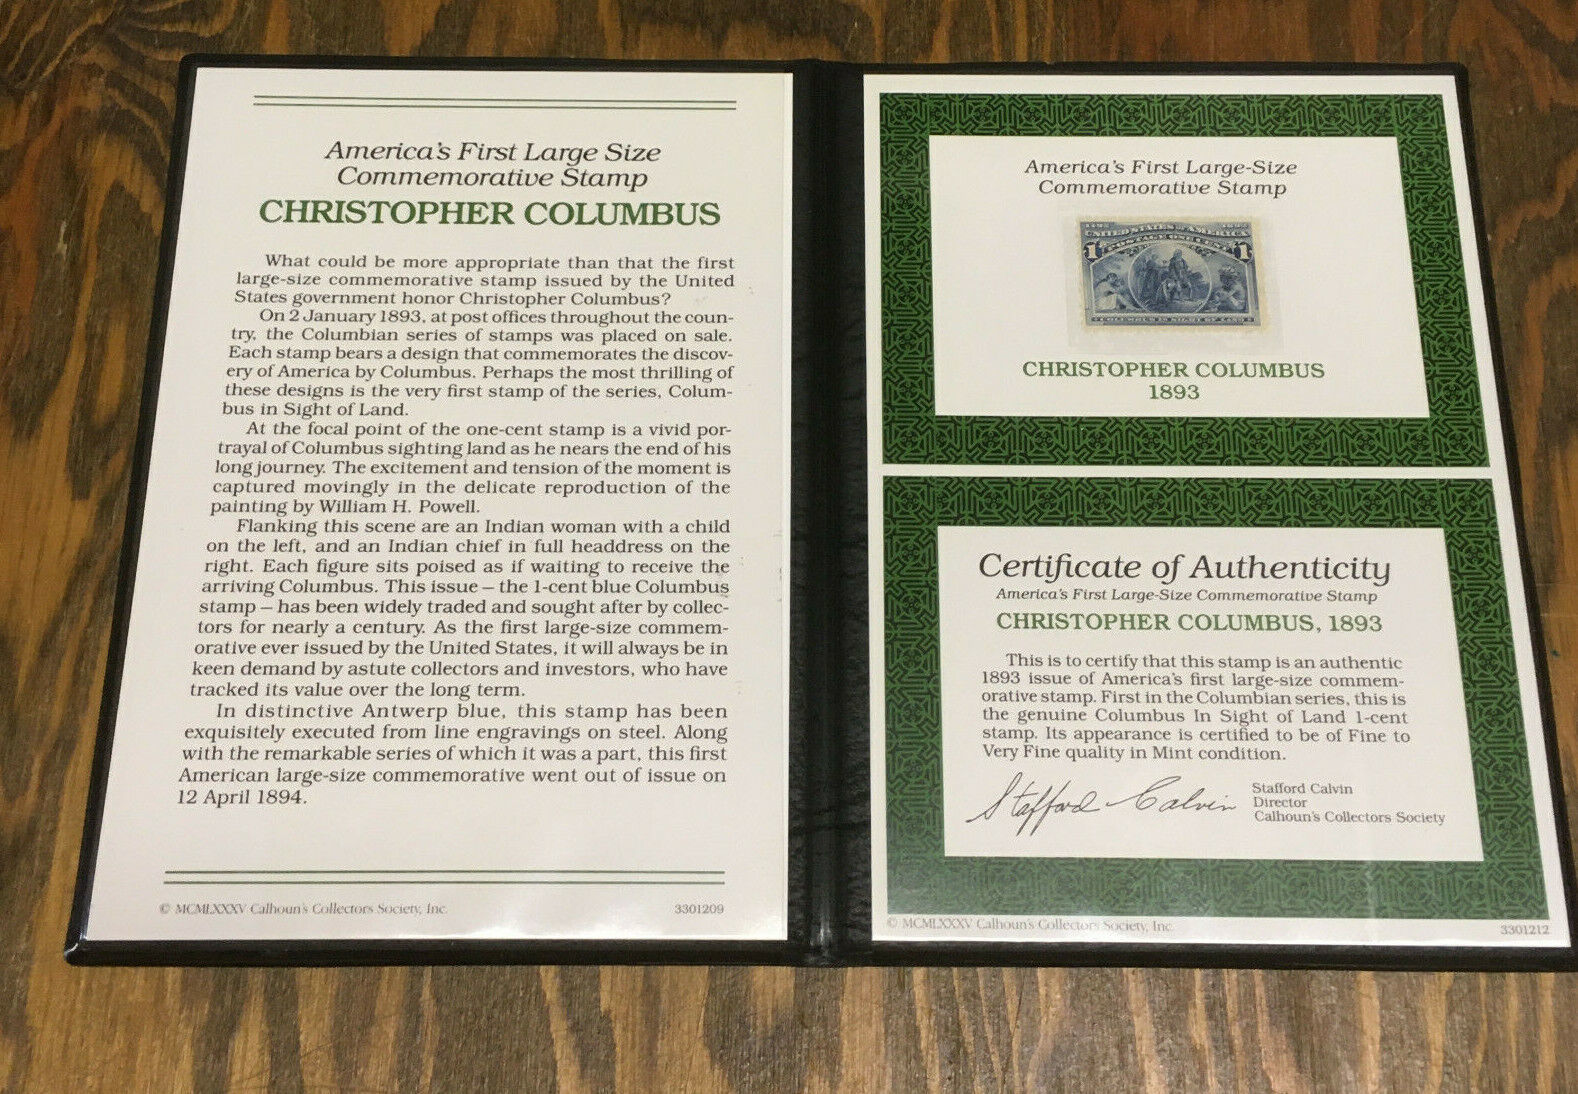 America's First Large Size
Commemorative Stamp
CHRISTOPHER COLUMBUS
What could be more appropriate than that the first
large-size commemorative stamp issued by the United
States government honor Christopher Columbus?
On 2 January 1893, at post offices throughout the coun-
try, the Columbian series of stamps was placed on sale.
Each stamp bears a design that commemorates the discov-
ery of America by Columbus. Perhaps the most thrilling of
these designs is the very first stamp of the series, Colum-
bus in Sight of Land.
At the focal point of the one-cent stamp is a vivid por-
trayal of Columbus sighting land as he nears the end of his
long journey. The excitement and tension of the moment is
captured movingly in the delicate reproduction of the
painting by William H. Powell.
Flanking this scene are an Indian woman with a child
on the left, and an Indian chief in full headdress on the
right. Each figure sits poised as if waiting to receive the
arriving Columbus. This issue – the 1-cent blue Columbus
stamp – has been widely traded and sought after by collec-
tors for nearly a century. As the first large-size commem-
orative ever issued by the United States, it will always be in
keen demand by astute collectors and investors, who have
tracked its value over the long term.
In distinctive Antwerp blue, this stamp has been
exquisitely executed from line engravings on steel. Along
with the remarkable series of which it was a part, this first
American large-size commemorative went out of issue on
12 April 1894.
© MCMLXXXV Calhoun's Collectors Society, Inc. 3301209
America's First Large-Size
Commemorative Stamp
1492 1892
UNITED STATES OF AMERICA
1 POSTAGE ONE CENT 1
COLUMBUS IN SIGHT OF LAND
CHRISTOPHER COLUMBUS
1893
Certificate of Authenticity
America's First Large-Size Commemorative Stamp
CHRISTOPHER COLUMBUS, 1893
This is to certify that this stamp is an authentic
1893 issue of America's first large-size commem-
orative stamp. First in the Columbian series, this is
the genuine Columbus In Sight of Land 1-cent
stamp. Its appearance is certified to be of Fine to
Very Fine quality in Mint condition.
Stafford Calvin
Stafford Calvin
Director
Calhoun's Collectors Society
© MCMLXXXV Calhoun's Collectors Society, Inc. 3301212